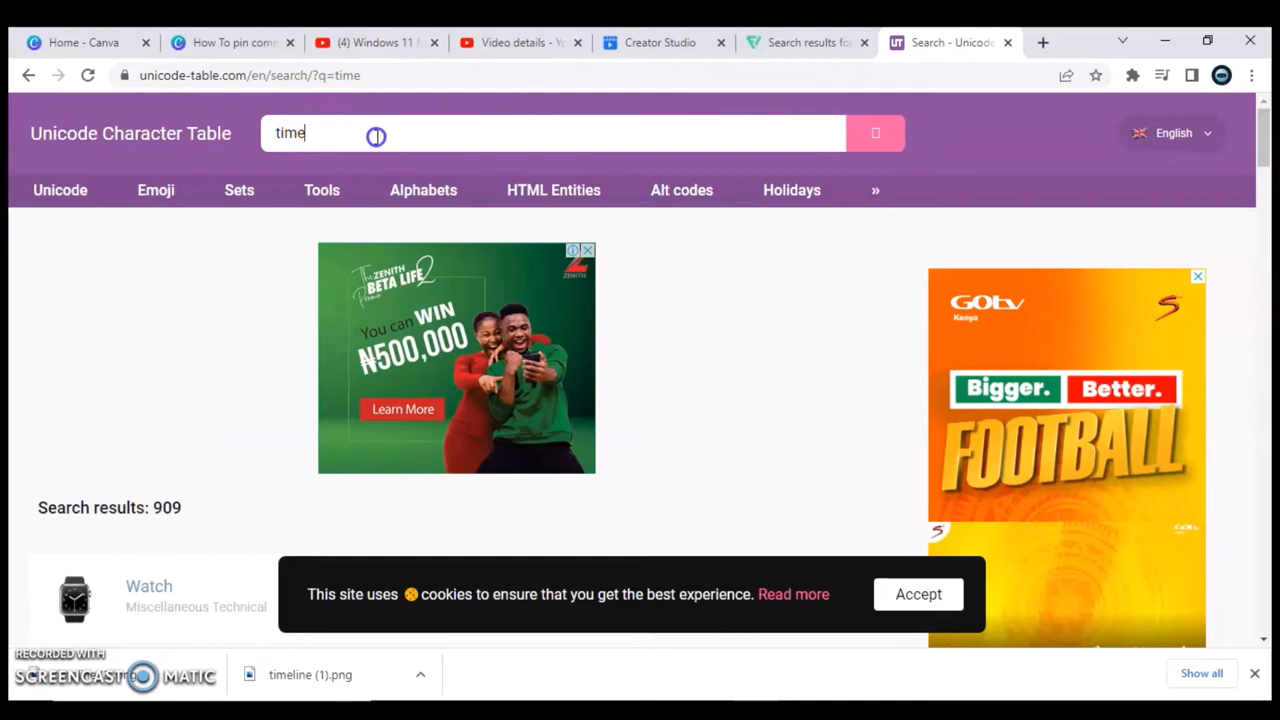 Home - Canva
How To pin com
(4) Windows 11 M
Video details - Yo
Creator Studio
Search results fo
Search - Unicode
unicode-table.com/en/search/?q=time
Unicode Character Table
time
English
Unicode
Emoji
Sets
Tools
Alphabets
HTML Entities
Alt codes
Holidays
»
The ZENITH
BETA LIFE 2
Promo
You can WIN
₦500,000
Learn More
Z
ZENITH
GOtv
Kenya
S
Bigger. Better.
FOOTBALL
S
GOtv
Search results: 909
Watch
Miscellaneous Technical
This site uses 🍪cookies to ensure that you get the best experience. Read more
Accept
RECORDED WITH
SCREENCAST MATIC
timeline (1).png
Show all